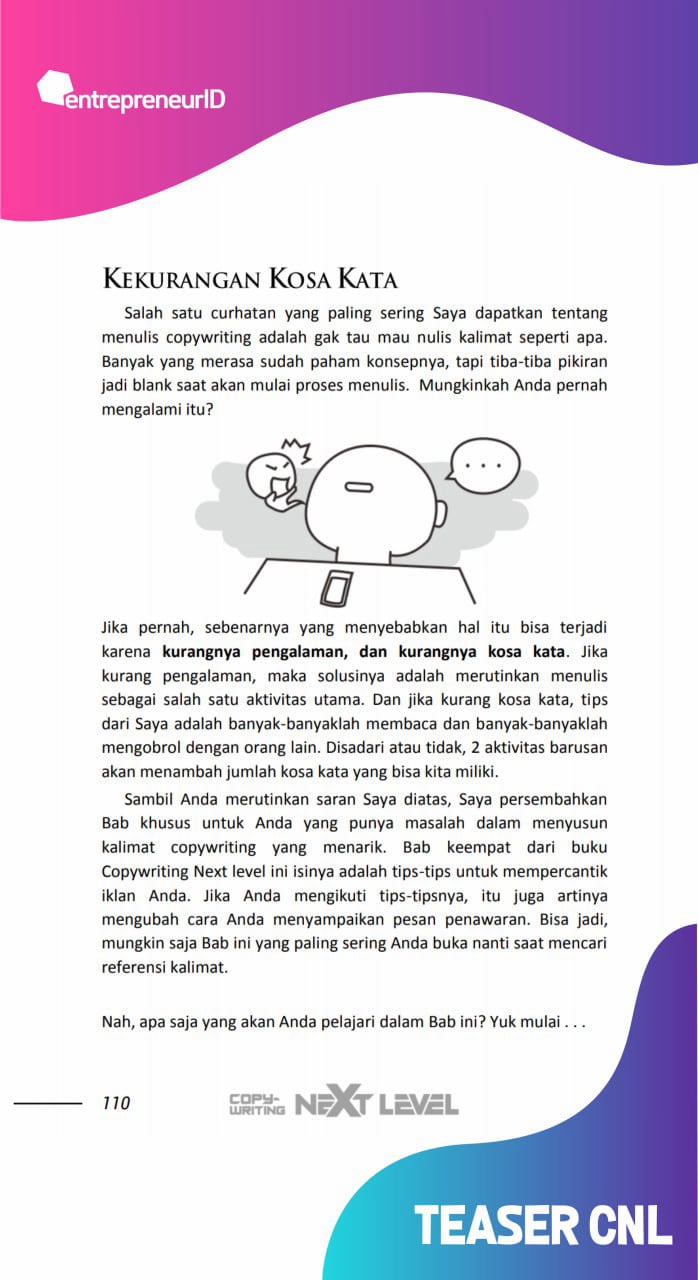 entrepreneurID
KEKURANGAN KOSA KATA
Salah satu curhatan yang paling sering Saya dapatkan tentang
menulis copywriting adalah gak tau mau nulis kalimat seperti apa.
Banyak yang merasa sudah paham konsepnya, tapi tiba-tiba pikiran
jadi blank saat akan mulai proses menulis. Mungkinkah Anda pernah
mengalami itu?
...
Jika pernah, sebenarnya yang menyebabkan hal itu bisa terjadi
karena kurangnya pengalaman, dan kurangnya kosa kata. Jika
kurang pengalaman, maka solusinya adalah merutinkan menulis
sebagai salah satu aktivitas utama. Dan jika kurang kosa kata, tips
dari Saya adalah banyak-banyaklah membaca dan banyak-banyaklah
mengobrol dengan orang lain. Disadari atau tidak, 2 aktivitas barusan
akan menambah jumlah kosa kata yang bisa kita miliki.
Sambil Anda merutinkan saran Saya diatas, Saya persembahkan
Bab khusus untuk Anda yang punya masalah dalam menyusun
kalimat copywriting yang menarik. Bab keempat dari buku
Copywriting Next level ini isinya adalah tips-tips untuk mempercantik
iklan Anda. Jika Anda mengikuti tips-tipsnya, itu juga artinya
mengubah cara Anda menyampaikan pesan penawaran. Bisa jadi,
mungkin saja Bab ini yang paling sering Anda buka nanti saat mencari
referensi kalimat.
Nah, apa saja yang akan Anda pelajari dalam Bab ini? Yuk mulai . . .
110
COPY-
WRITING NEXT LEVEL
TEASER CNL